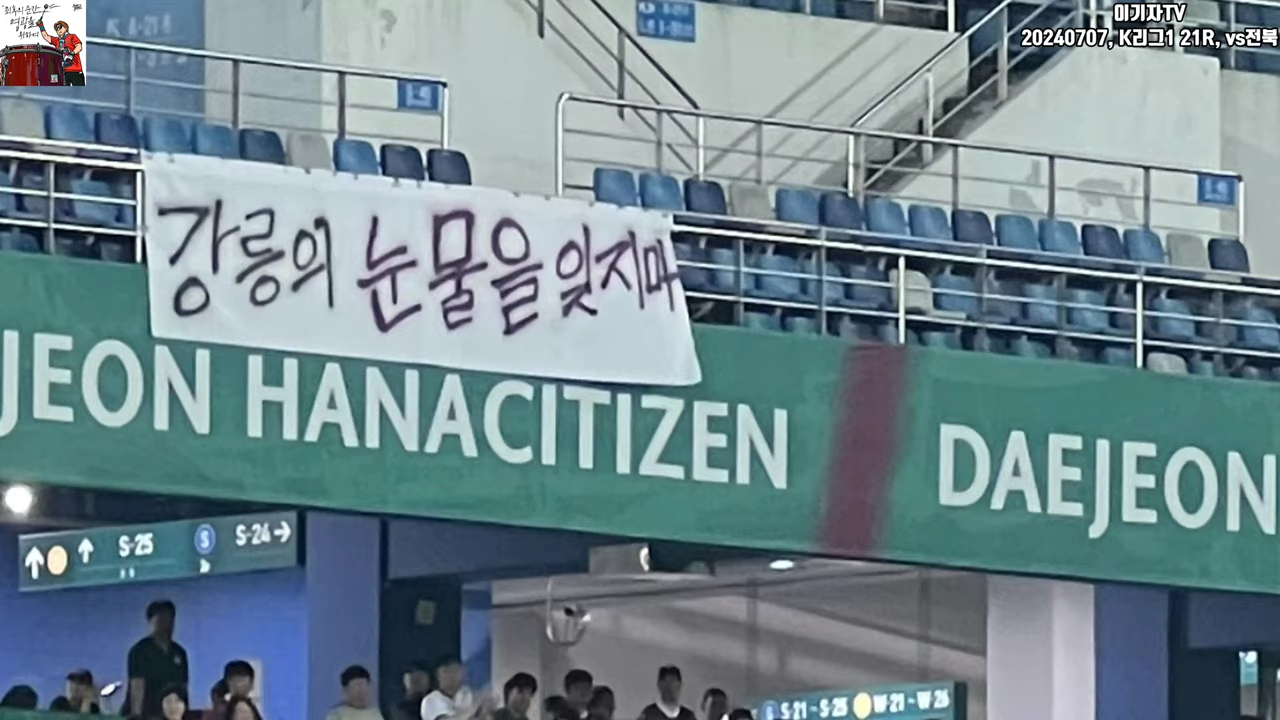 이기자TV
20240707, K리그1 21R, vs전북
강릉의 눈물을 잊지마
JEON HANACITIZEN
DAEJEON
S-25
S
S-24
S S-21~S-25 W-21~W-26